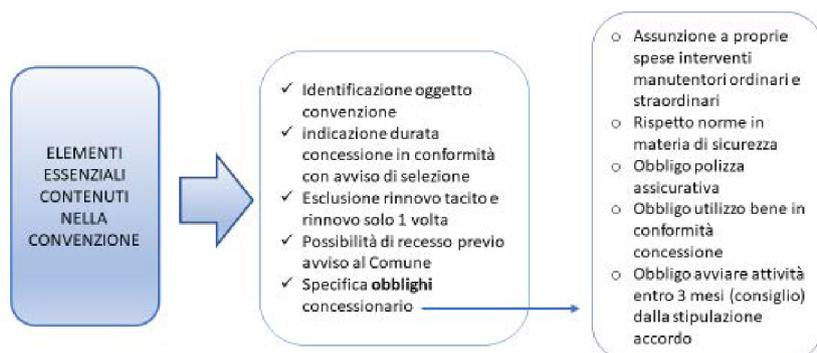 ELEMENTI
ESSENZIALI
CONTENUTI
NELLA
CONVENZIONE
✓ Identificazione oggetto
convenzione
✓ indicazione durata
concessione in conformità
con avviso di selezione
✓ Esclusione rinnovo tacito e
rinnovo solo 1 volta
✓ Possibilità di recesso previo
avviso al Comune
✓ Specifica obblighi
concessionario
o Assunzione a proprie
spese interventi
manutentori ordinari e
straordinari
o Rispetto norme in
materia di sicurezza
o Obbligo polizza
assicurativa
o Obbligo utilizzo bene in
conformità
concessione
o Obbligo avviare attività
entro 3 mesi (consiglio)
dalla stipulazione
accordo